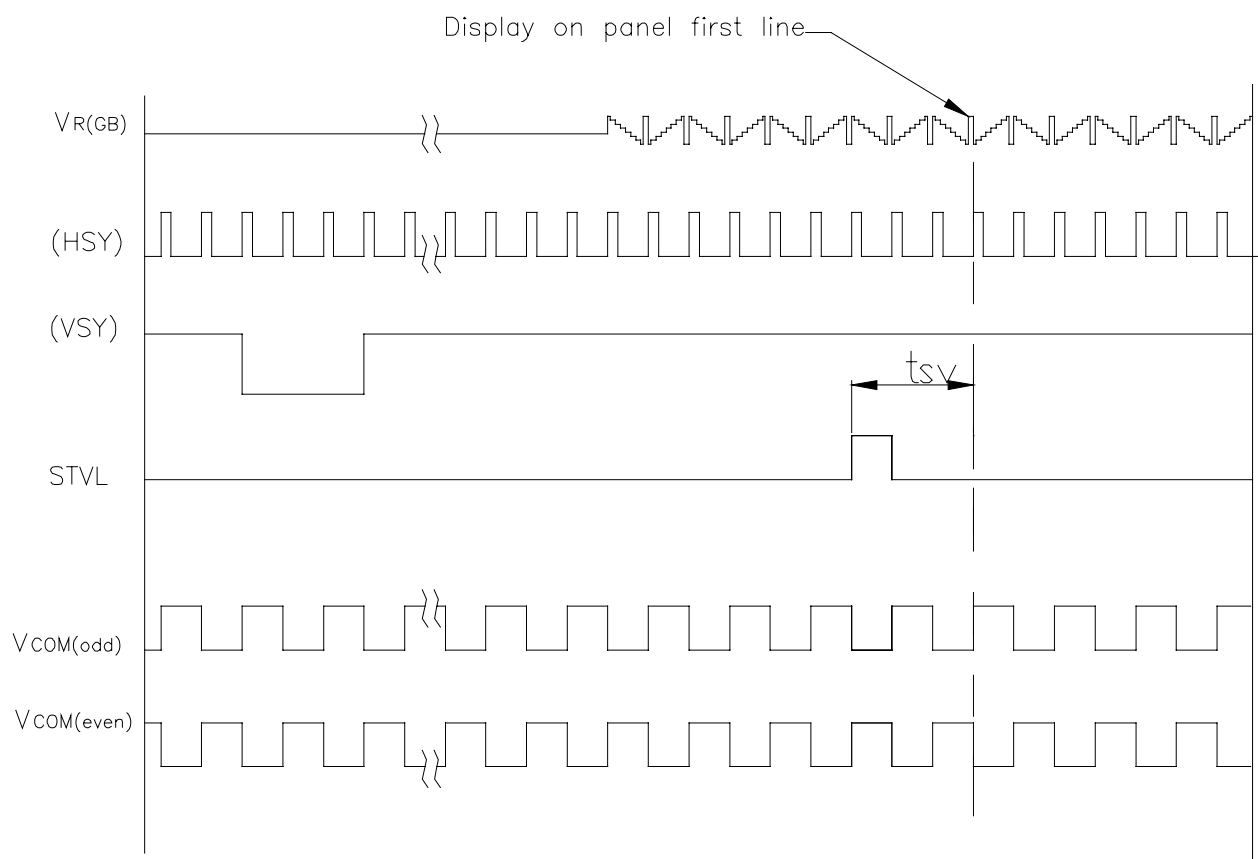 Display on panel first line
VR(GB)
(HSY)
(VSY)
tsv
STVL
VCOM(odd)
VCOM(even)